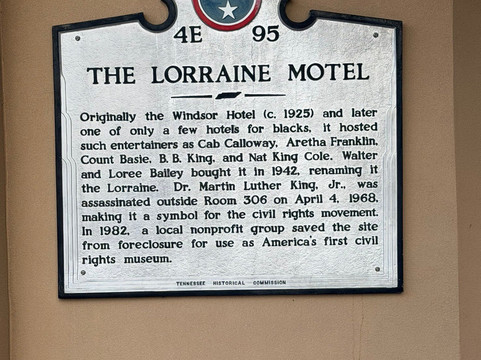 4E 95
THE LORRAINE MOTEL
Originally the Windsor Hotel (c. 1925) and later
one of only a few hotels for blacks, it hosted
such entertainers as Cab Calloway, Aretha Franklin,
Count Basie, B. B. King, and Nat King Cole. Walter
and Loree Bailey bought it in 1942, renaming it
the Lorraine. Dr. Martin Luther King, Jr., was
assassinated outside Room 306 on April 4, 1968,
making it a symbol for the civil rights movement.
In 1982, a local nonprofit group saved the site
from foreclosure for use as America's first civil
rights museum.
TENNESSEE HISTORICAL COMMISSION